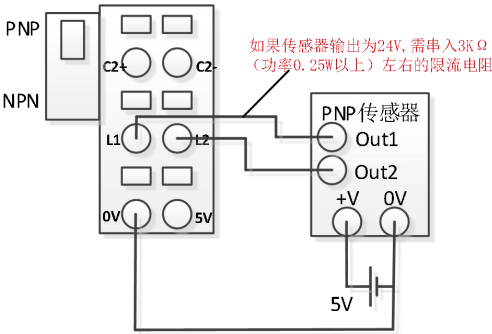 PNP
NPN
C2+
C2-
如果传感器输出为24V,需串入3KΩ
（功率0.25W以上）左右的限流电阻
L1
L2
PNP传感器
Out1
Out2
+V
0V
0V
5V
5V